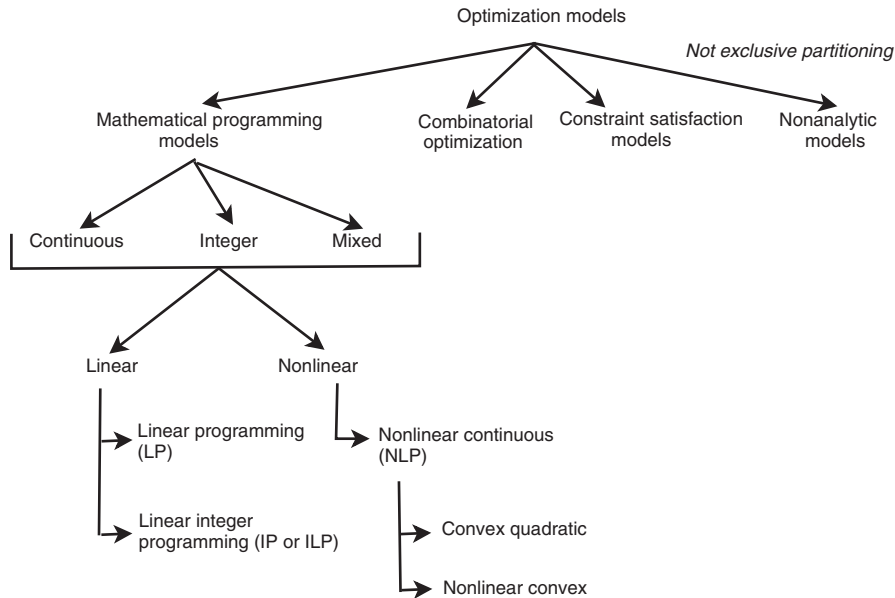 Optimization models
Not exclusive partitioning
Mathematical programming
models
Combinatorial
optimization
Constraint satisfaction
models
Nonanalytic
models
Continuous
Integer
Mixed
Linear
Nonlinear
Linear programming
(LP)
Nonlinear continuous
(NLP)
Linear integer
programming (IP or ILP)
Convex quadratic
Nonlinear convex